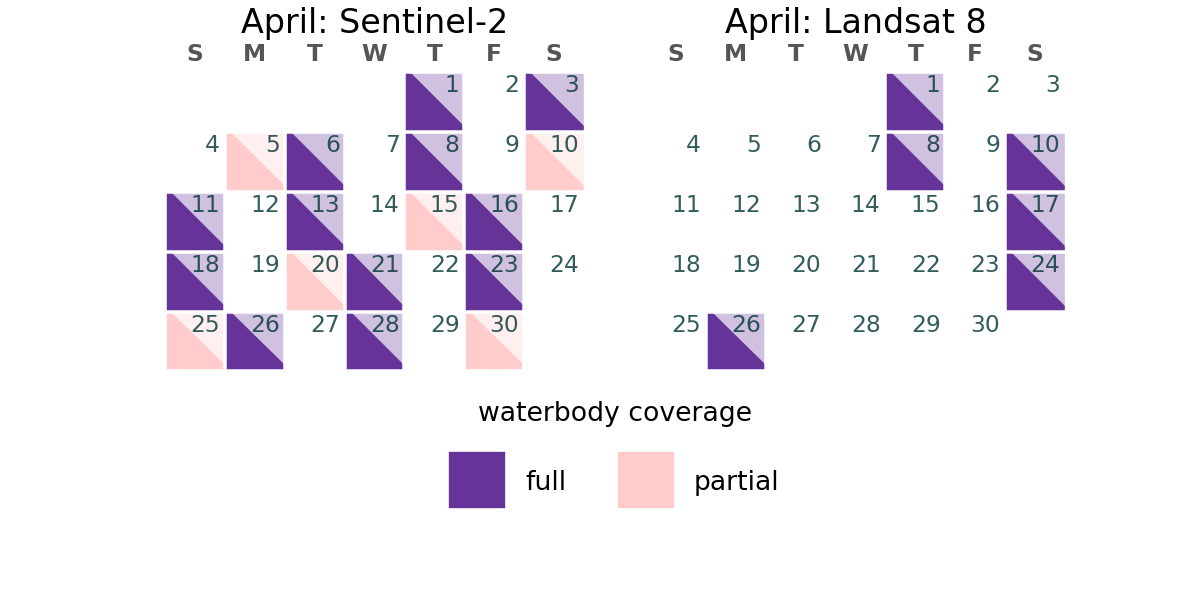 April: Sentinel-2
S M T W T F S
1 2 3
4 5 6 7 8 9 10
11 12 13 14 15 16 17
18 19 20 21 22 23 24
25 26 27 28 29 30
April: Landsat 8
S M T W T F S
1 2 3
4 5 6 7 8 9 10
11 12 13 14 15 16 17
18 19 20 21 22 23 24
25 26 27 28 29 30
waterbody coverage
full partial